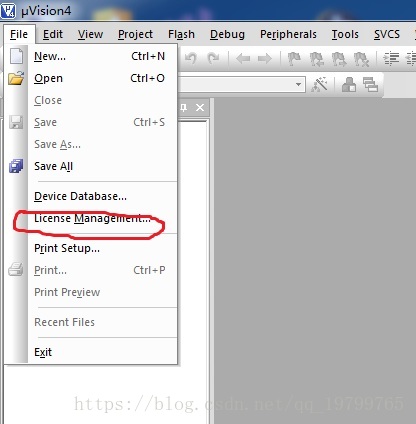 µVision4
File Edit View Project Flash Debug Peripherals Tools SVCS
New... Ctrl+N
Open Ctrl+O
Close
Save Ctrl+S
Save As...
Save All
Device Database...
License Management...
Print Setup...
Print... Ctrl+P
Print Preview
Recent Files
Exit
https://blog.csdn.net/qq_19799765